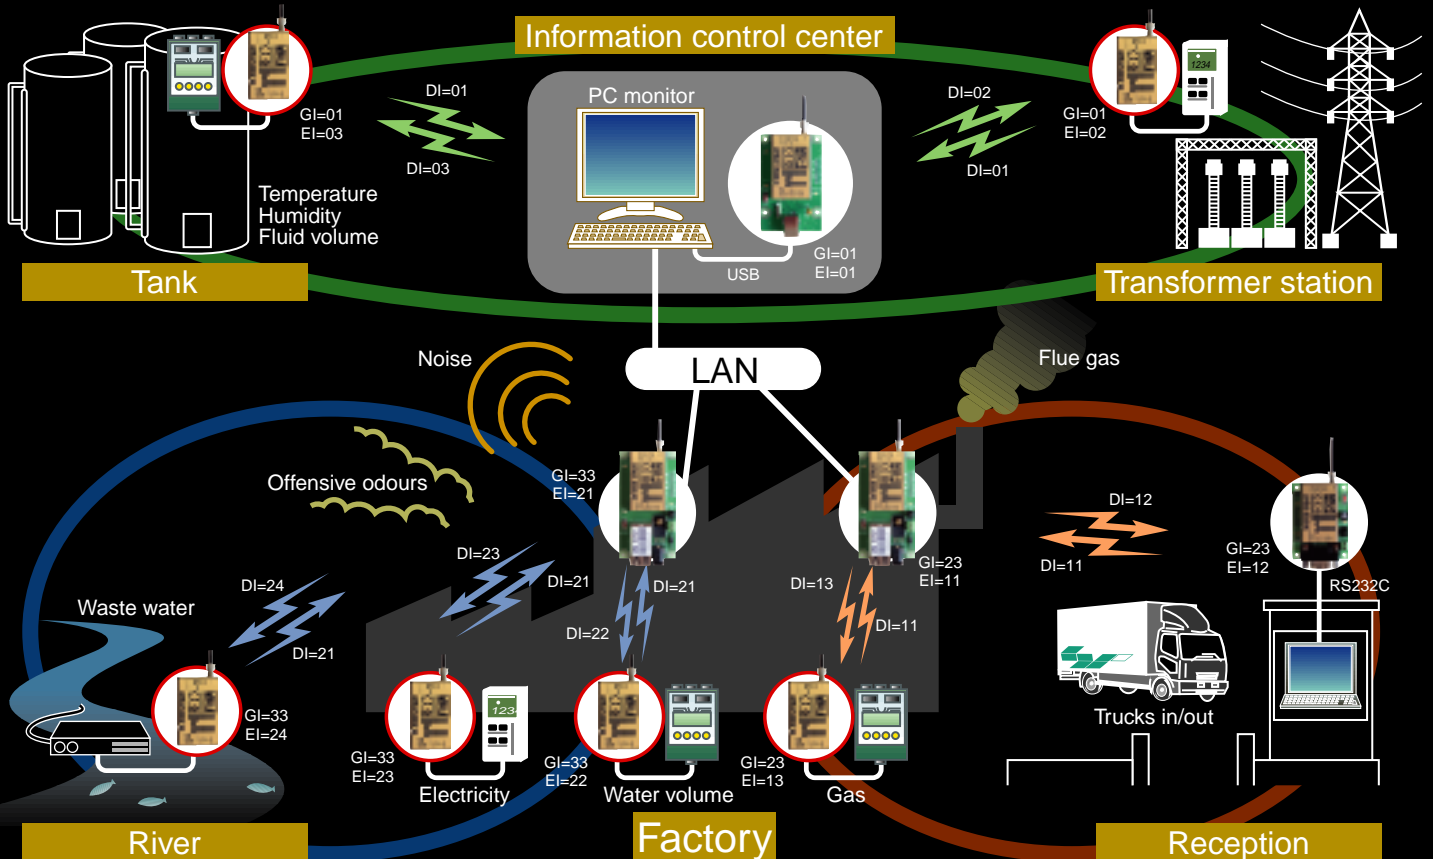 Information control center
PC monitor
DI=01
DI=03
GI=01
EI=03
Temperature
Humidity
Fluid volume
Tank
USB
GI=01
EI=01
DI=02
DI=01
GI=01
EI=02
1234
Transformer station
LAN
Noise
Flue gas
Offensive odours
GI=33
EI=21
DI=23
DI=21
DI=24
DI=21
Waste water
GI=33
EI=24
River
DI=22
DI=21
GI=33
EI=23
123
Electricity
GI=33
EI=22
Water volume
DI=13
DI=11
GI=23
EI=11
GI=23
EI=13
Gas
Factory
DI=12
DI=11
GI=23
EI=12
RS232C
Trucks in/out
Reception